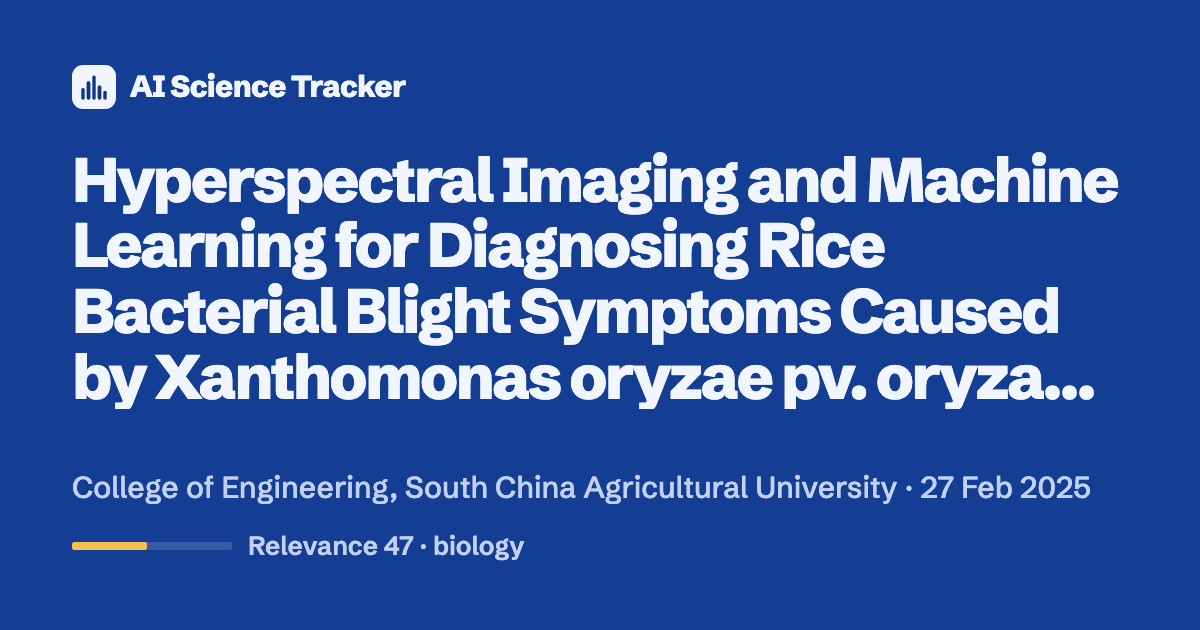 AI Science Tracker
Hyperspectral Imaging and Machine
Learning for Diagnosing Rice
Bacterial Blight Symptoms Caused
by Xanthomonas oryzae pv. oryza...
College of Engineering, South China Agricultural University · 27 Feb 2025
Relevance 47 · biology